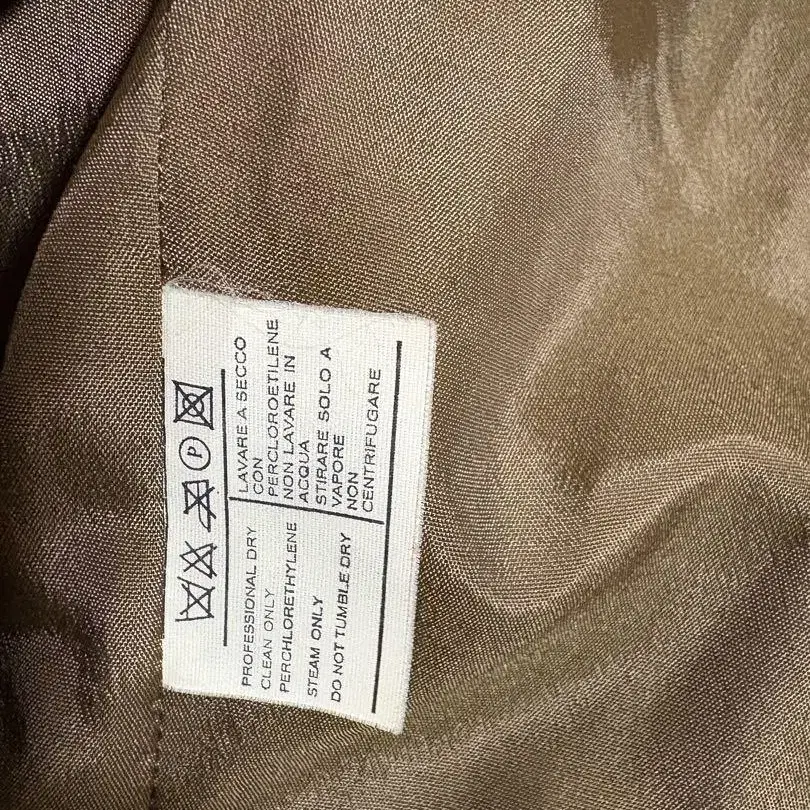 P
PROFESSIONAL DRY
CLEAN ONLY
PERCHLORETHYLENE
STEAM ONLY
DO NOT TUMBLE DRY
LAVARE A SECCO
CON
PERCLOROETILENE
NON LAVARE IN
ACQUA
STIRARE SOLO A
VAPORE
NON
CENTRIFUGARE